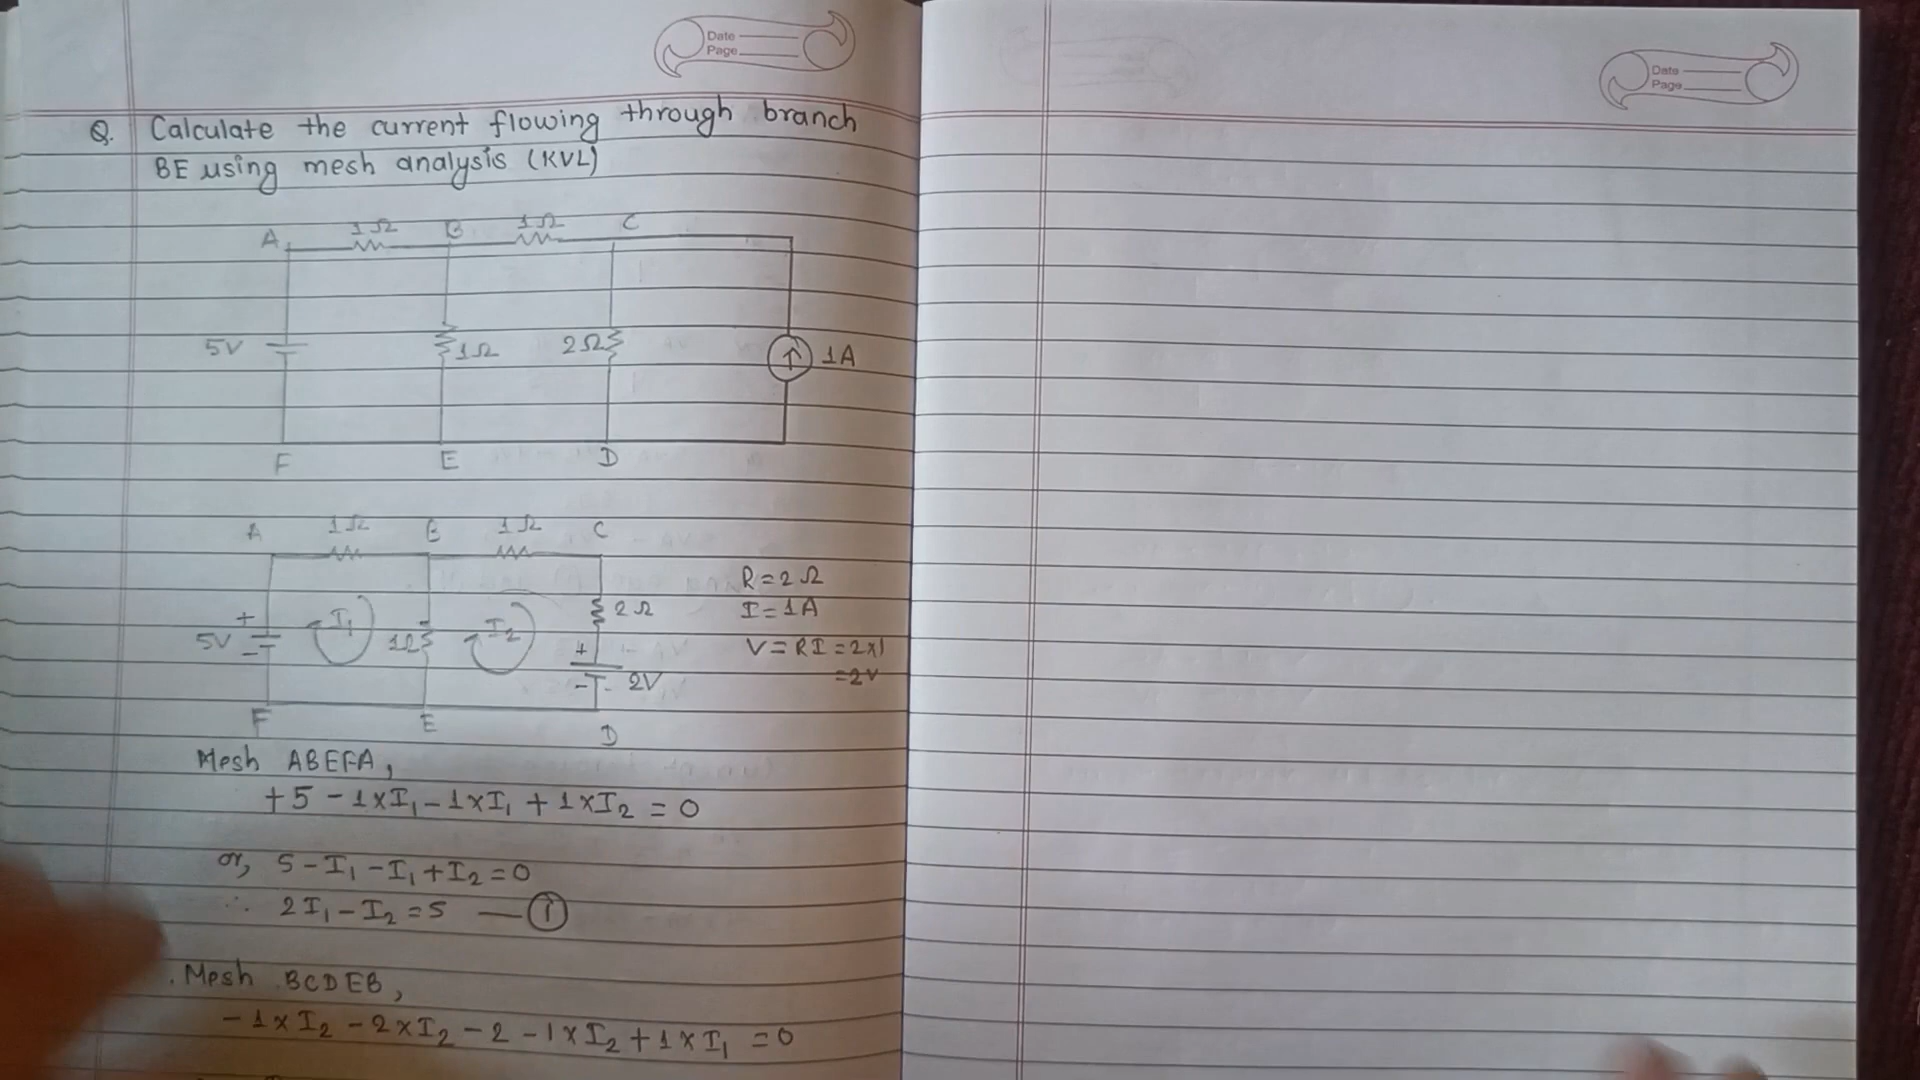 Date
Page
Date
Page
Q. Calculate the current flowing through branch
BE using mesh analysis (KVL)
A 1Ω B 1Ω C
5V 1Ω 2Ω 1A
F E D
A 1Ω B 1Ω C
R=2Ω
+ I₁ I₂ 2Ω I=1A
5V 1Ω + V=RI=2×1
- - 2V =2V
F E D
Mesh ABEFA,
+5 - 1×I₁ - 1×I₁ + 1×I₂ = 0
or, 5-I₁-I₁+I₂=0
∴ 2I₁-I₂=5 — ①
Mesh BCDEB,
-1×I₂ -2×I₂ -2 -1×I₂ +1×I₁ =0